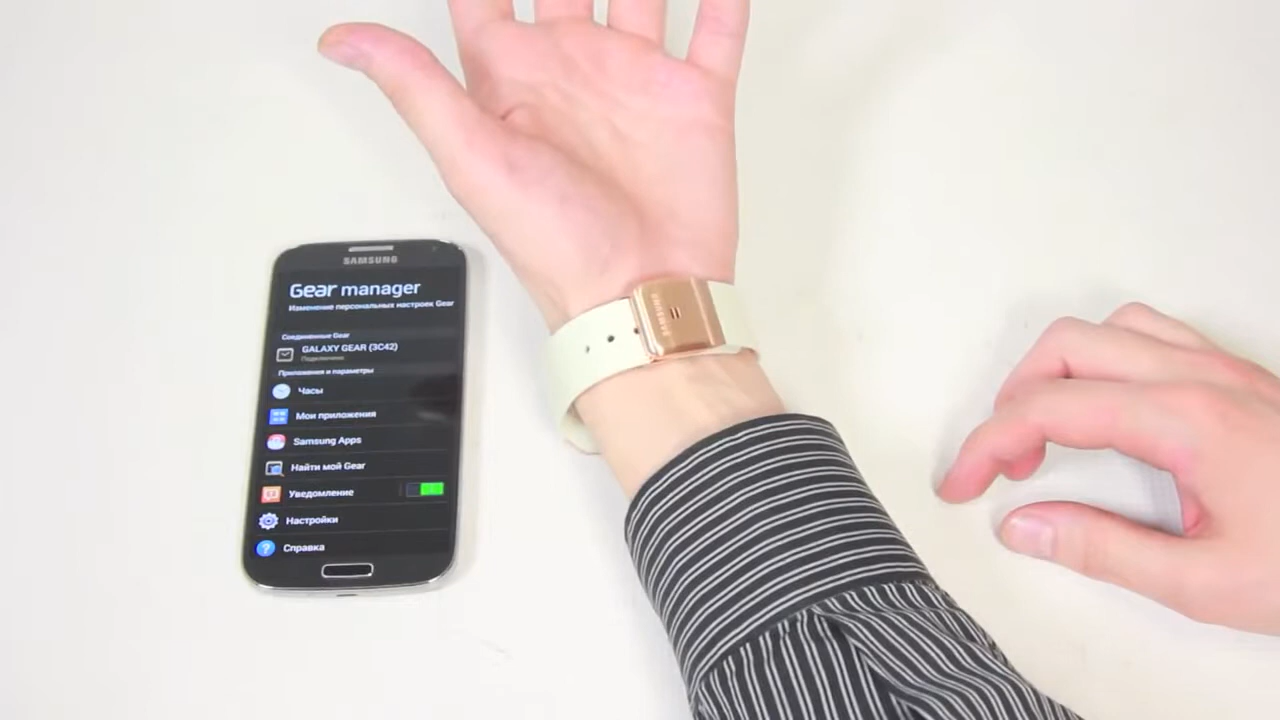 SAMSUNG
Gear manager
Изменение персональных настроек Gear
Соединенные Gear
GALAXY GEAR (3C42)
Подключено
Приложения и параметры
Часы
Мои приложения
Samsung Apps
Найти мой Gear
Уведомление
Настройки
Справка
SAMSUNG